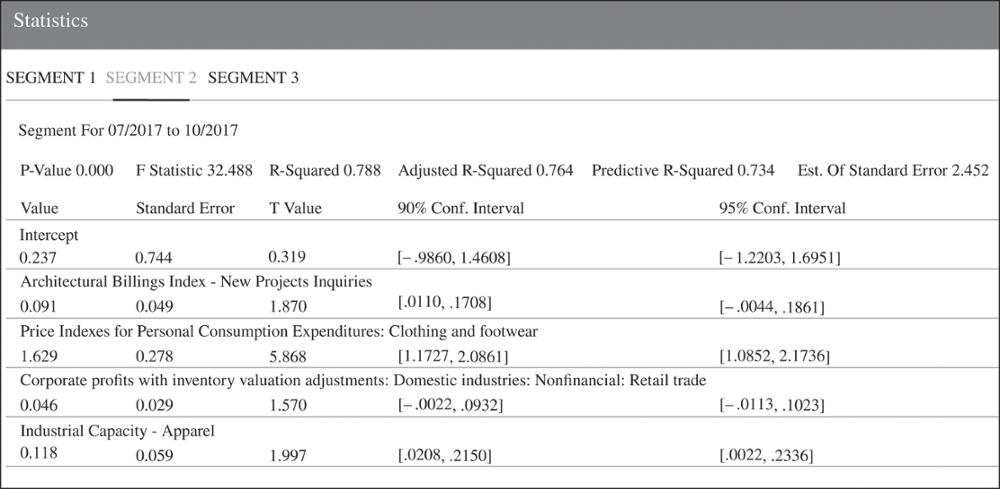 Statistics
SEGMENT 1 SEGMENT 2 SEGMENT 3
Segment For 07/2017 to 10/2017
P-Value 0.000 F Statistic 32.488 R-Squared 0.788 Adjusted R-Squared 0.764 Predictive R-Squared 0.734 Est. Of Standard Error 2.452
Value Standard Error T Value 90% Conf. Interval 95% Conf. Interval
Intercept
0.237 0.744 0.319 [– .9860, 1.4608] [– 1.2203, 1.6951]
Architectural Billings Index - New Projects Inquiries
0.091 0.049 1.870 [.0110, .1708] [– .0044, .1861]
Price Indexes for Personal Consumption Expenditures: Clothing and footwear
1.629 0.278 5.868 [1.1727, 2.0861] [1.0852, 2.1736]
Corporate profits with inventory valuation adjustments: Domestic industries: Nonfinancial: Retail trade
0.046 0.029 1.570 [– .0022, .0932] [– .0113, .1023]
Industrial Capacity - Apparel
0.118 0.059 1.997 [.0208, .2150] [.0022, .2336]